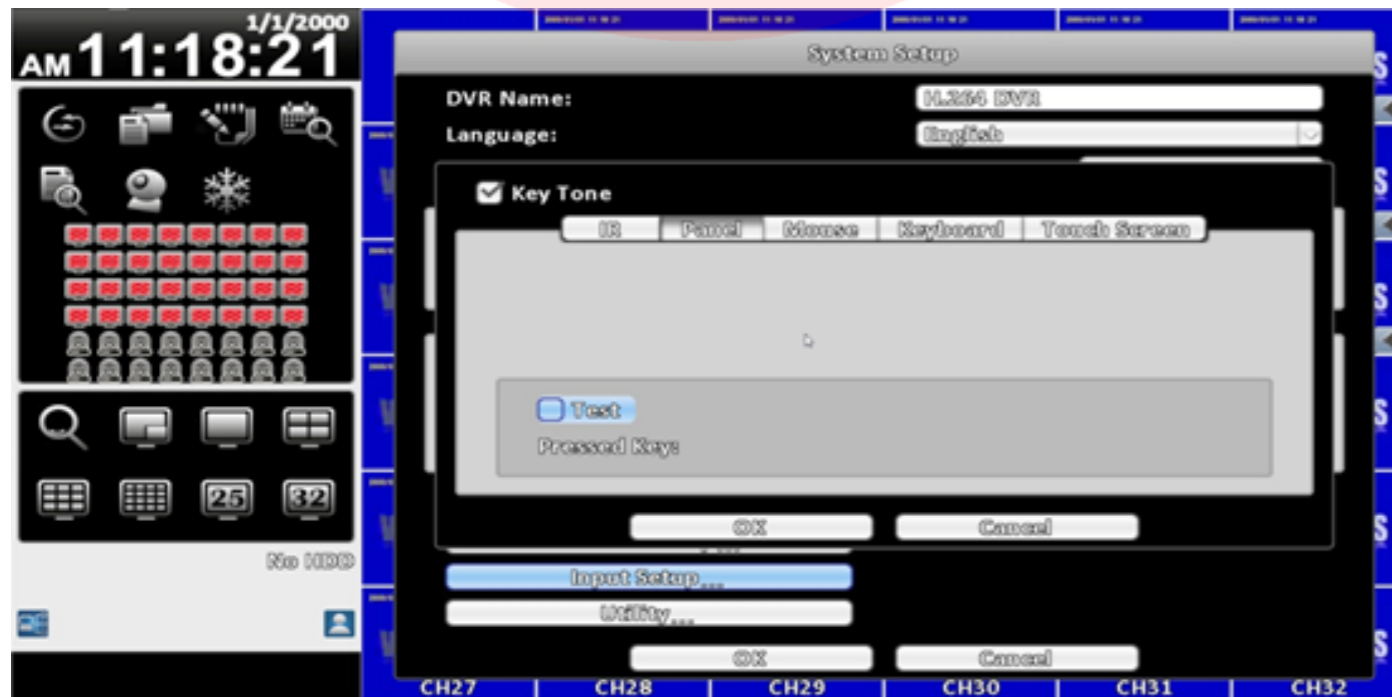 1/1/2000
AM 11:18:21
System Setup
DVR Name:
H.264 DVR
Language:
English
Key Tone
IR
Panel
Mouse
Keyboard
Touch Screen
Test
Pressed Key:
OK
Cancel
25
32
No HDD
Input Setup...
Utility...
OK
Cancel
CH27
CH28
CH29
CH30
CH31
CH32